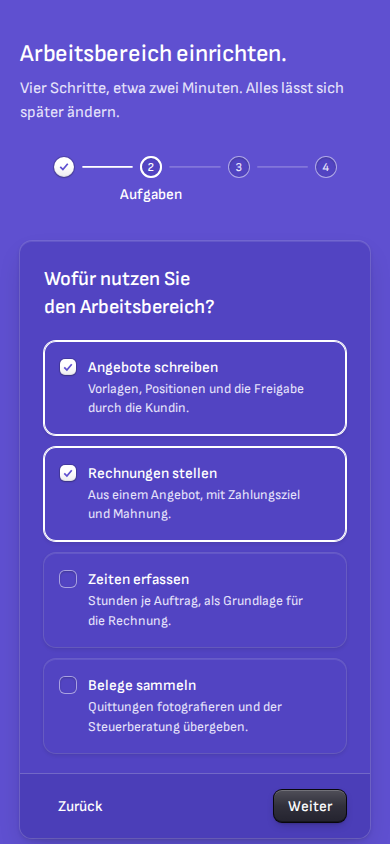 Arbeitsbereich einrichten.
Vier Schritte, etwa zwei Minuten. Alles lässt sich
später ändern.
2
3
4
Aufgaben
Wofür nutzen Sie
den Arbeitsbereich?
Angebote schreiben
Vorlagen, Positionen und die Freigabe
durch die Kundin.
Rechnungen stellen
Aus einem Angebot, mit Zahlungsziel
und Mahnung.
Zeiten erfassen
Stunden je Auftrag, als Grundlage für
die Rechnung.
Belege sammeln
Quittungen fotografieren und der
Steuerberatung übergeben.
Zurück
Weiter